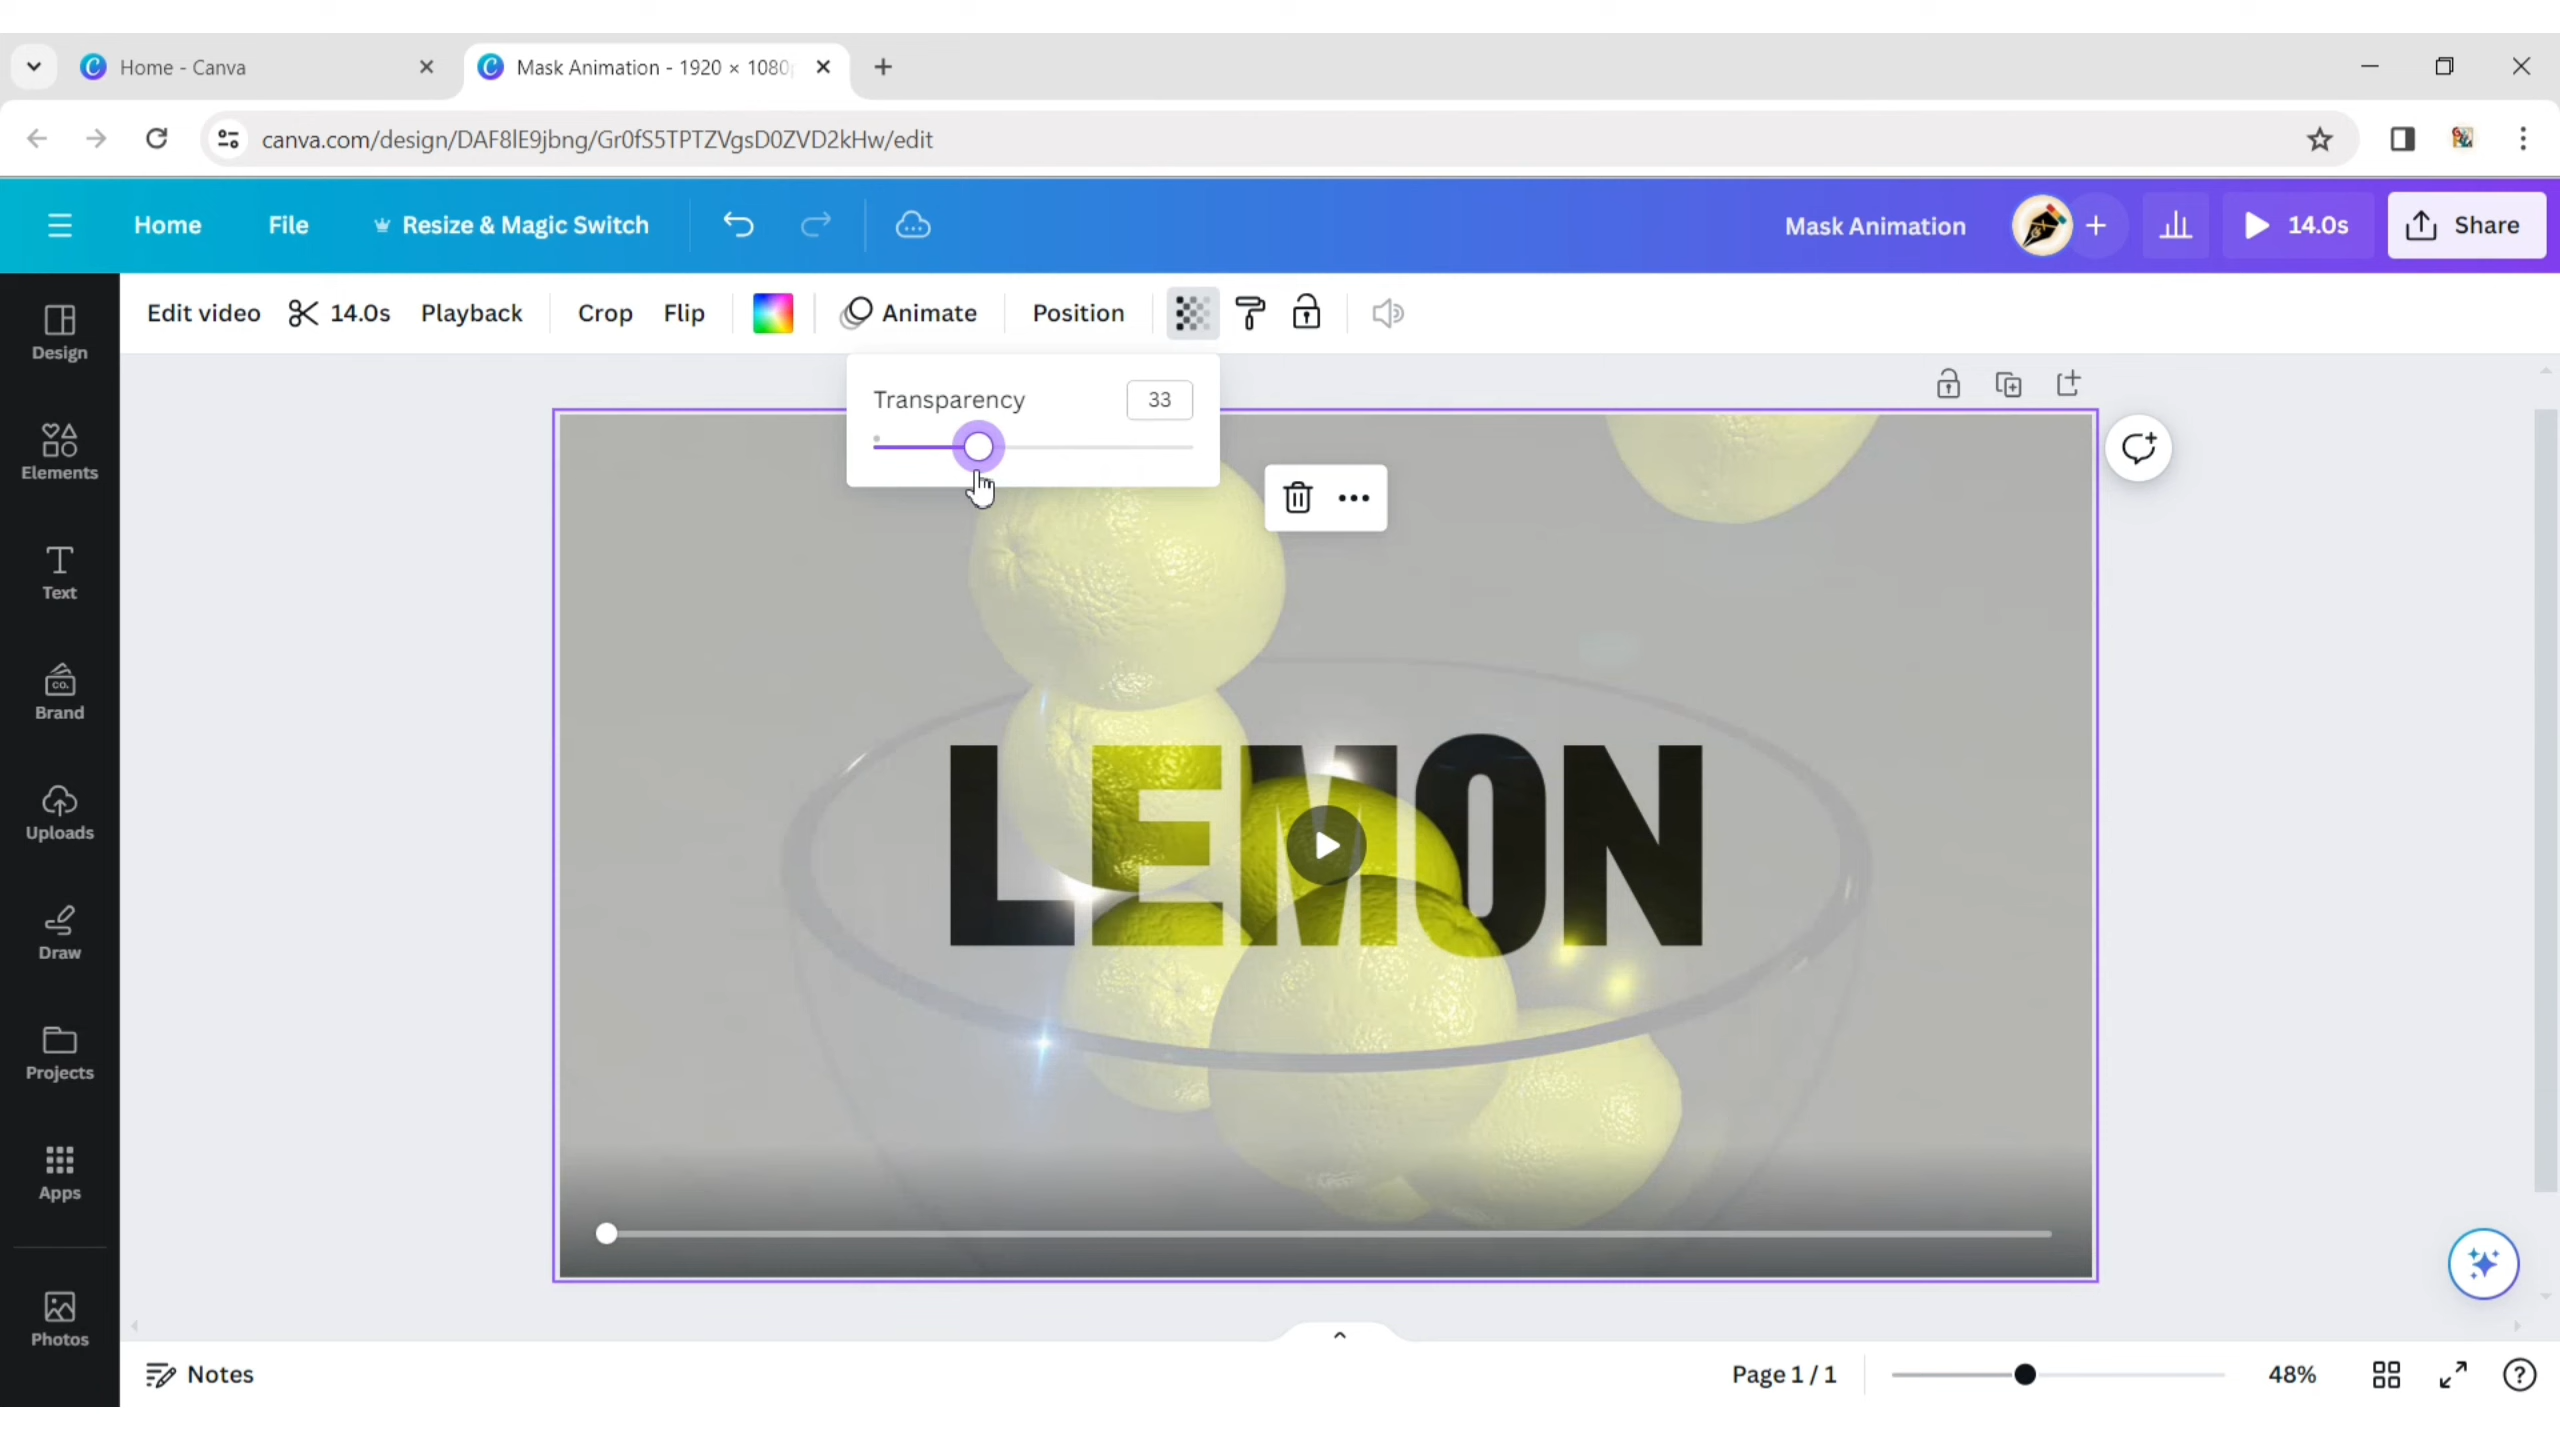 Home - Canva
Mask Animation - 1920 × 1080p
canva.com/design/DAF8lE9jbng/Gr0fS5TPTZVgsD0ZVD2kHw/edit
Home File Resize & Magic Switch Mask Animation 14.0s Share
Edit video 14.0s Playback Crop Flip Animate Position
Design
Elements
Text
CO.
Brand
Uploads
Draw
Projects
Apps
Photos
Transparency 33
LEMON
Notes Page 1 / 1 48%